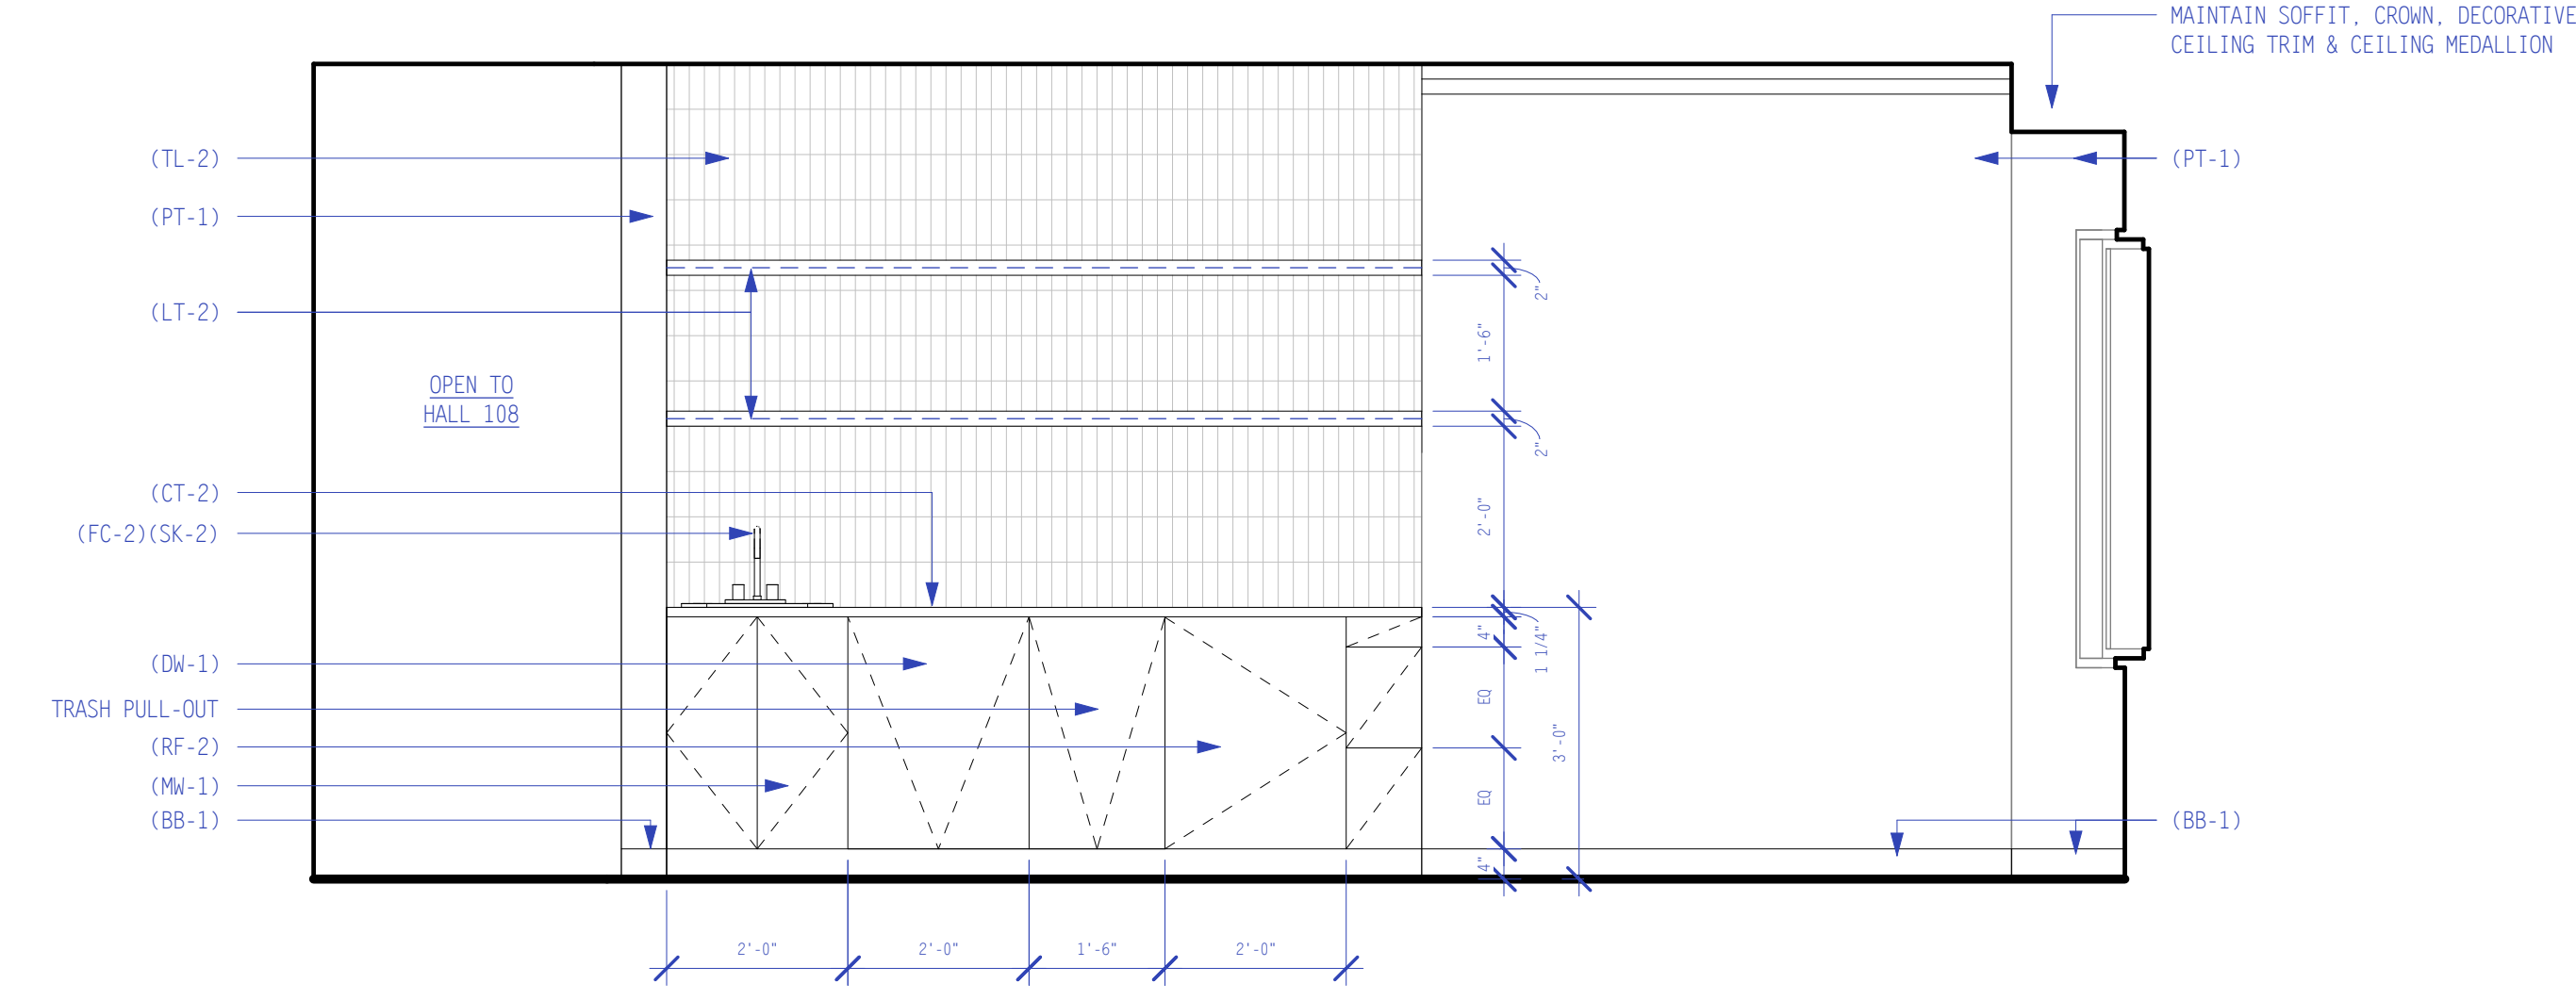 MAINTAIN SOFFIT, CROWN, DECORATIVE
CEILING TRIM & CEILING MEDALLION
(TL-2)
(PT-1)
(PT-1)
(LT-2)
2"
1'-6"
OPEN TO
HALL 108
2"
(CT-2)
2'-0"
(FC-2)(SK-2)
4"
1 1/4"
(DW-1)
EQ
TRASH PULL-OUT
3'-0"
(RF-2)
(MW-1)
EQ
(BB-1)
(BB-1)
4"
2'-0"
2'-0"
1'-6"
2'-0"